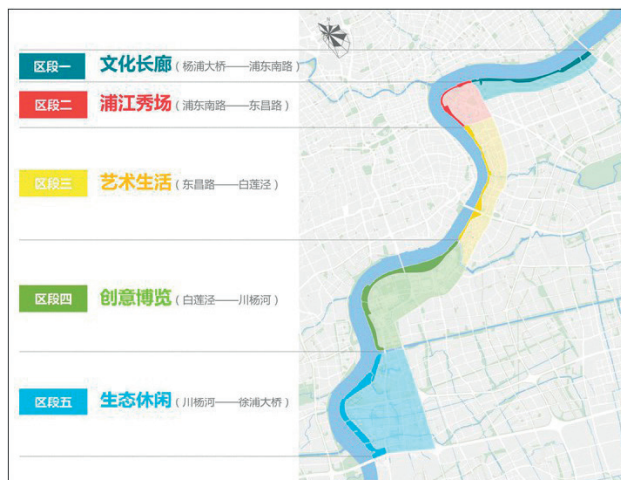 区段一 文化长廊（杨浦大桥——浦东南路）
区段二 浦江秀场（浦东南路——东昌路）
区段三 艺术生活（东昌路——白莲泾）
区段四 创意博览（白莲泾——川杨河）
区段五 生态休闲（川杨河——徐浦大桥）